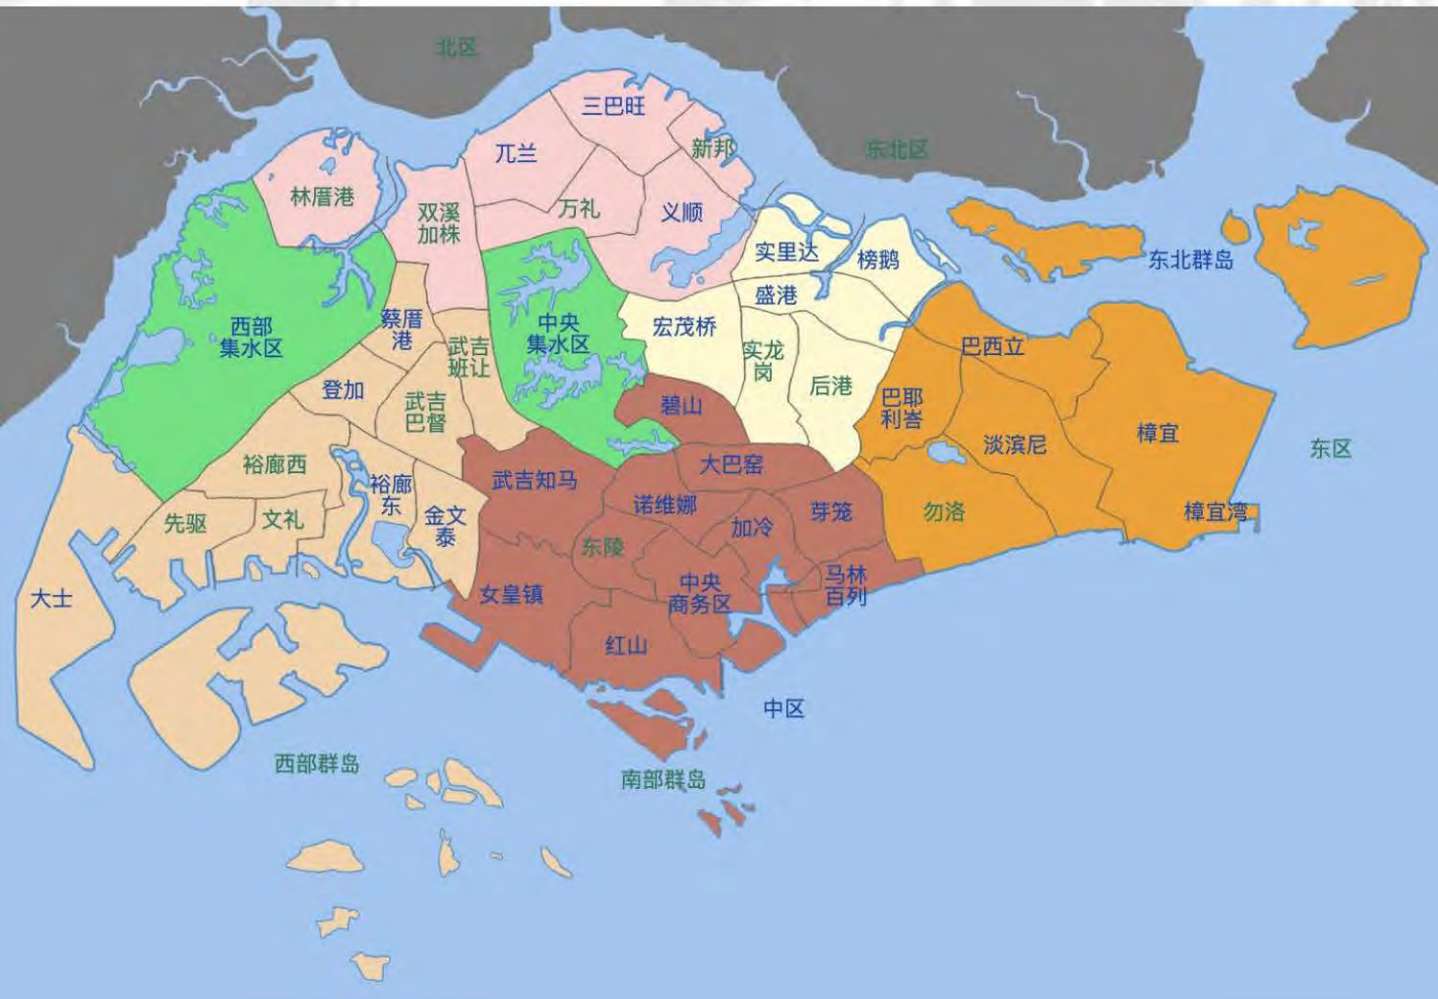 北区
三巴旺
新邦
东北区
兀兰
林厝港
双溪
加株
万礼
义顺
实里达
榜鹅
东北群岛
盛港
西部
集水区
蔡厝
港
中央
集水区
宏茂桥
武吉
班让
实龙
岗
巴西立
登加
武吉
巴督
后港
碧山
巴耶
利峇
樟宜
淡滨尼
东区
裕廊西
武吉知马
大巴窑
裕廊
东
诺维娜
先驱
文礼
金文
泰
加冷
芽笼
勿洛
樟宜湾
东陵
大士
女皇镇
中央
商务区
马林
百列
红山
中区
西部群岛
南部群岛